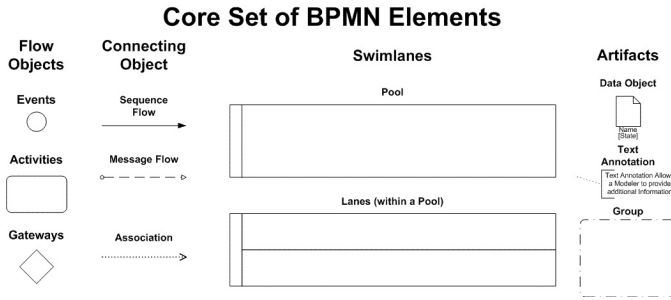 Core Set of BPMN Elements
Flow
Objects
Events
Activities
Gateways
Connecting
Object
Sequence
Flow
Message Flow
Association
Swimlanes
Pool
Lanes (within a Pool)
Artifacts
Data Object
Name
[State]
Text
Annotation
Text Annotation Allow
a Modeler to provide
additional Information
Group